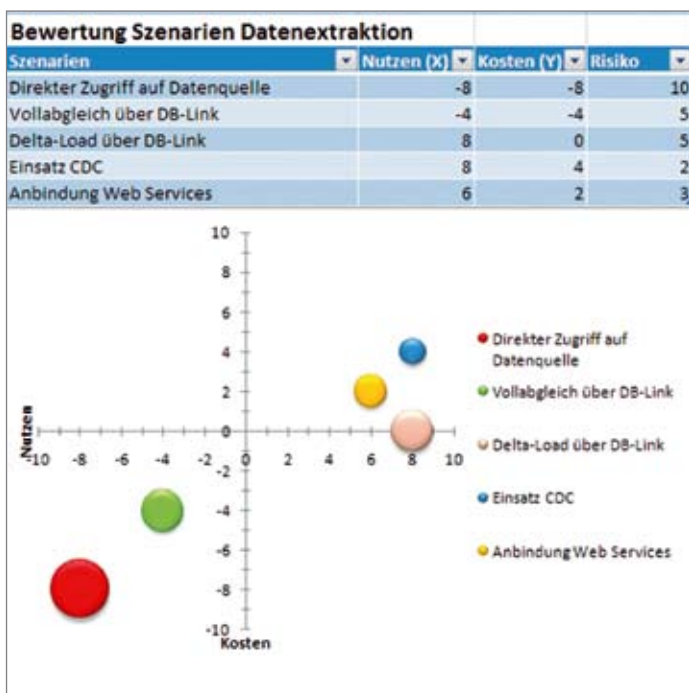 Bewertung Szenarien Datenextraktion
Szenarien Nutzen (X) Kosten (Y) Risiko
Direkter Zugriff auf Datenquelle -8 -8 10
Vollabgleich über DB-Link -4 -4 5
Delta-Load über DB-Link 8 0 5
Einsatz CDC 8 4 2
Anbindung Web Services 6 2 3
10
8
6
4
2
0
-2
-4
-6
-8
-10
-10 -8 -6 -4 -2 0 2 4 6 8 10
Nutzen
Kosten
Direkter Zugriff auf
Datenquelle
Vollabgleich über DB-Link
Delta-Load über DB-Link
Einsatz CDC
Anbindung Web Services